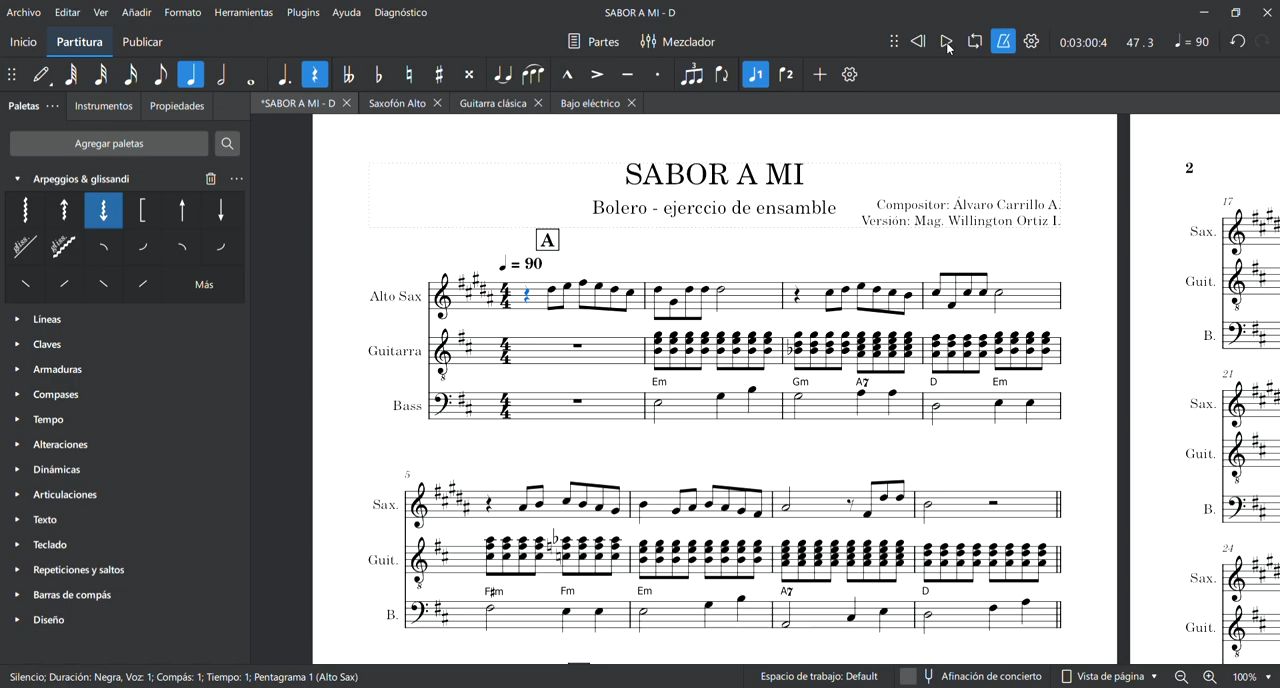 Archivo Editar Ver Añadir Formato Herramientas Plugins Ayuda Diagnóstico SABOR A MI - D
Inicio Partitura Publicar Partes Mezclador 0:03:00:4 47 . 3 = 90
Paletas Instrumentos Propiedades *SABOR A MI - D Saxofón Alto Guitarra clásica Bajo eléctrico
Agregar paletas
Arpeggios & glissandi
gliss. gliss.
Más
Líneas
Claves
Armaduras
Compases
Tempo
Alteraciones
Dinámicas
Articulaciones
Texto
Teclado
Repeticiones y saltos
Barras de compás
Diseño
SABOR A MI
Bolero - ejerccio de ensamble
Compositor: Álvaro Carrillo A.
Versión: Mag. Willington Ortiz I.
A
= 90
Alto Sax
Guitarra
Em Gm A7 D Em
Bass
5
Sax.
Guit.
F#m Fm Em A7 D
B.
2
17
Sax.
Guit.
B.
21
Sax.
Guit.
B.
24
Sax.
Guit.
Silencio; Duración: Negra, Voz: 1; Compás: 1; Tiempo: 1; Pentagrama 1 (Alto Sax) Espacio de trabajo: Default Afinación de concierto Vista de página 100%